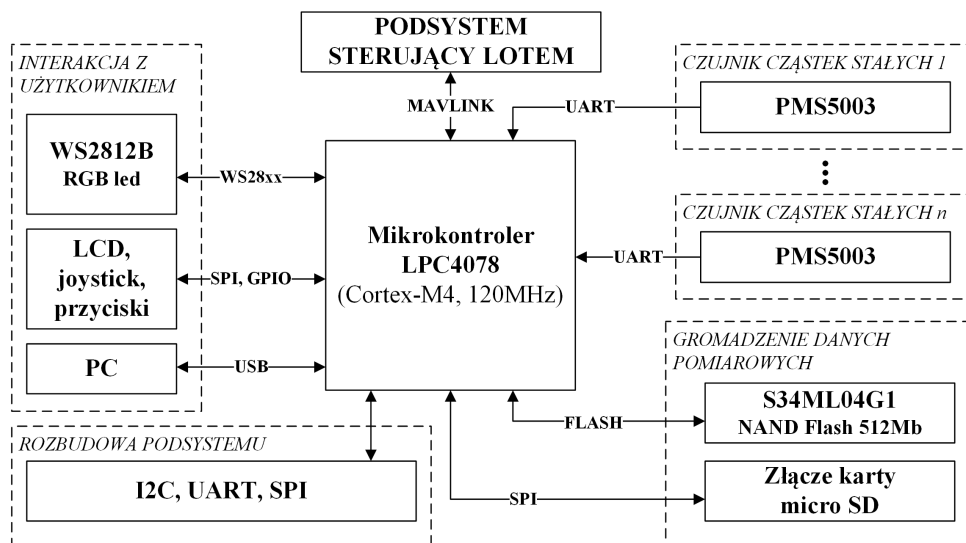 PODSYSTEM
STERUJĄCY LOTEM
INTERAKCJA Z
UŻYTKOWNIKIEM
WS2812B
RGB led
LCD,
joystick,
przyciski
PC
MAVLINK
WS28xx
SPI, GPIO
USB
Mikrokontroler
LPC4078
(Cortex-M4, 120MHz)
UART
UART
CZUJNIK CZĄSTEK STAŁYCH 1
PMS5003
CZUJNIK CZĄSTEK STAŁYCH n
PMS5003
GROMADZENIE DANYCH
POMIAROWYCH
S34ML04G1
NAND Flash 512Mb
Złącze karty
micro SD
FLASH
SPI
ROZBUDOWA PODSYSTEMU
I2C, UART, SPI